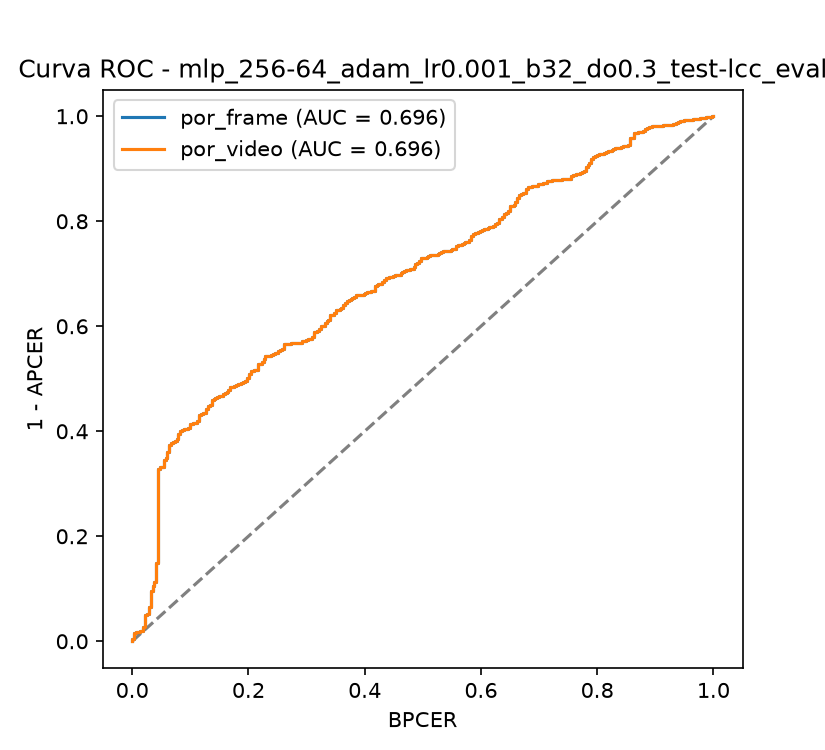 Curva ROC - mlp_256-64_adam_lr0.001_b32_do0.3_test-lcc_eval
por_frame (AUC = 0.696)
por_video (AUC = 0.696)
1.0
0.8
0.6
0.4
0.2
0.0
1 - APCER
0.0 0.2 0.4 0.6 0.8 1.0
BPCER